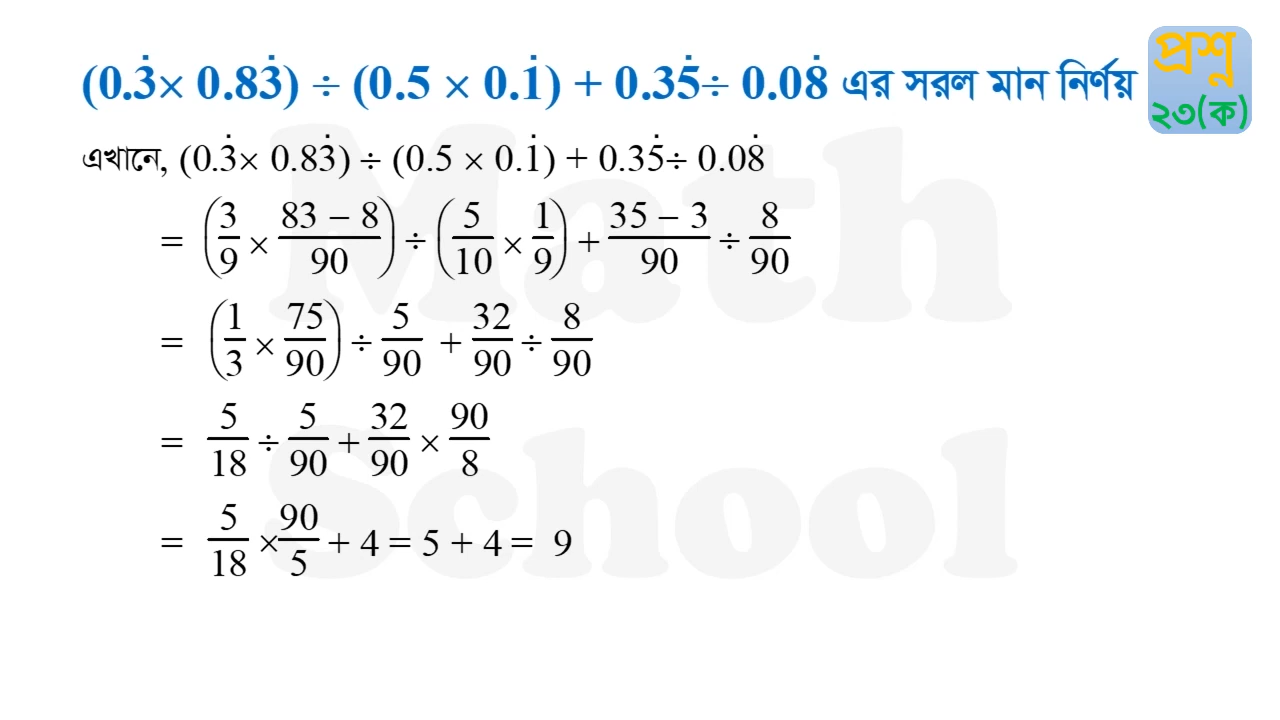 (0.3̇× 0.83̇) ÷ (0.5 × 0.1̇) + 0.35̇÷ 0.08̇ এর সরল মান নির্ণয়
প্রশ্ন
২৩(ক)
এখানে, (0.3̇× 0.83̇) ÷ (0.5 × 0.1̇) + 0.35̇÷ 0.08̇
= (3/9 × (83 – 8)/90) ÷ (5/10 × 1/9) + (35 – 3)/90 ÷ 8/90
= (1/3 × 75/90) ÷ 5/90 + 32/90 ÷ 8/90
= 5/18 ÷ 5/90 + 32/90 × 90/8
= 5/18 × 90/5 + 4 = 5 + 4 = 9
Math
School